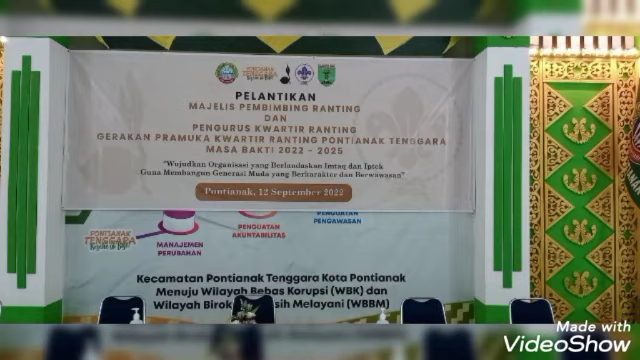 PONTIANAK
TENGGARA
PELANTIKAN
MAJELIS PEMBIMBING RANTING
DAN
PENGURUS KWARTIR RANTING
GERAKAN PRAMUKA KWARTIR RANTING PONTIANAK TENGGARA
MASA BAKTI 2022 - 2025
"Wujudkan Organisasi yang Berlandaskan Imtaq dan Iptek
Guna Membangun Generasi Muda yang Berkarakter dan Berwawasan"
Pontianak, 12 September 2022
PONTIANAK
TENGGARA
MANAJEMEN
PERUBAHAN
PENGUATAN
AKUNTABILITAS
PENGUATAN
PENGAWASAN
Kecamatan Pontianak Tenggara Kota Pontianak
Menuju Wilayah Bebas Korupsi (WBK) dan
Wilayah Birok sih Melayani (WBBM)
Made with
VideoShow